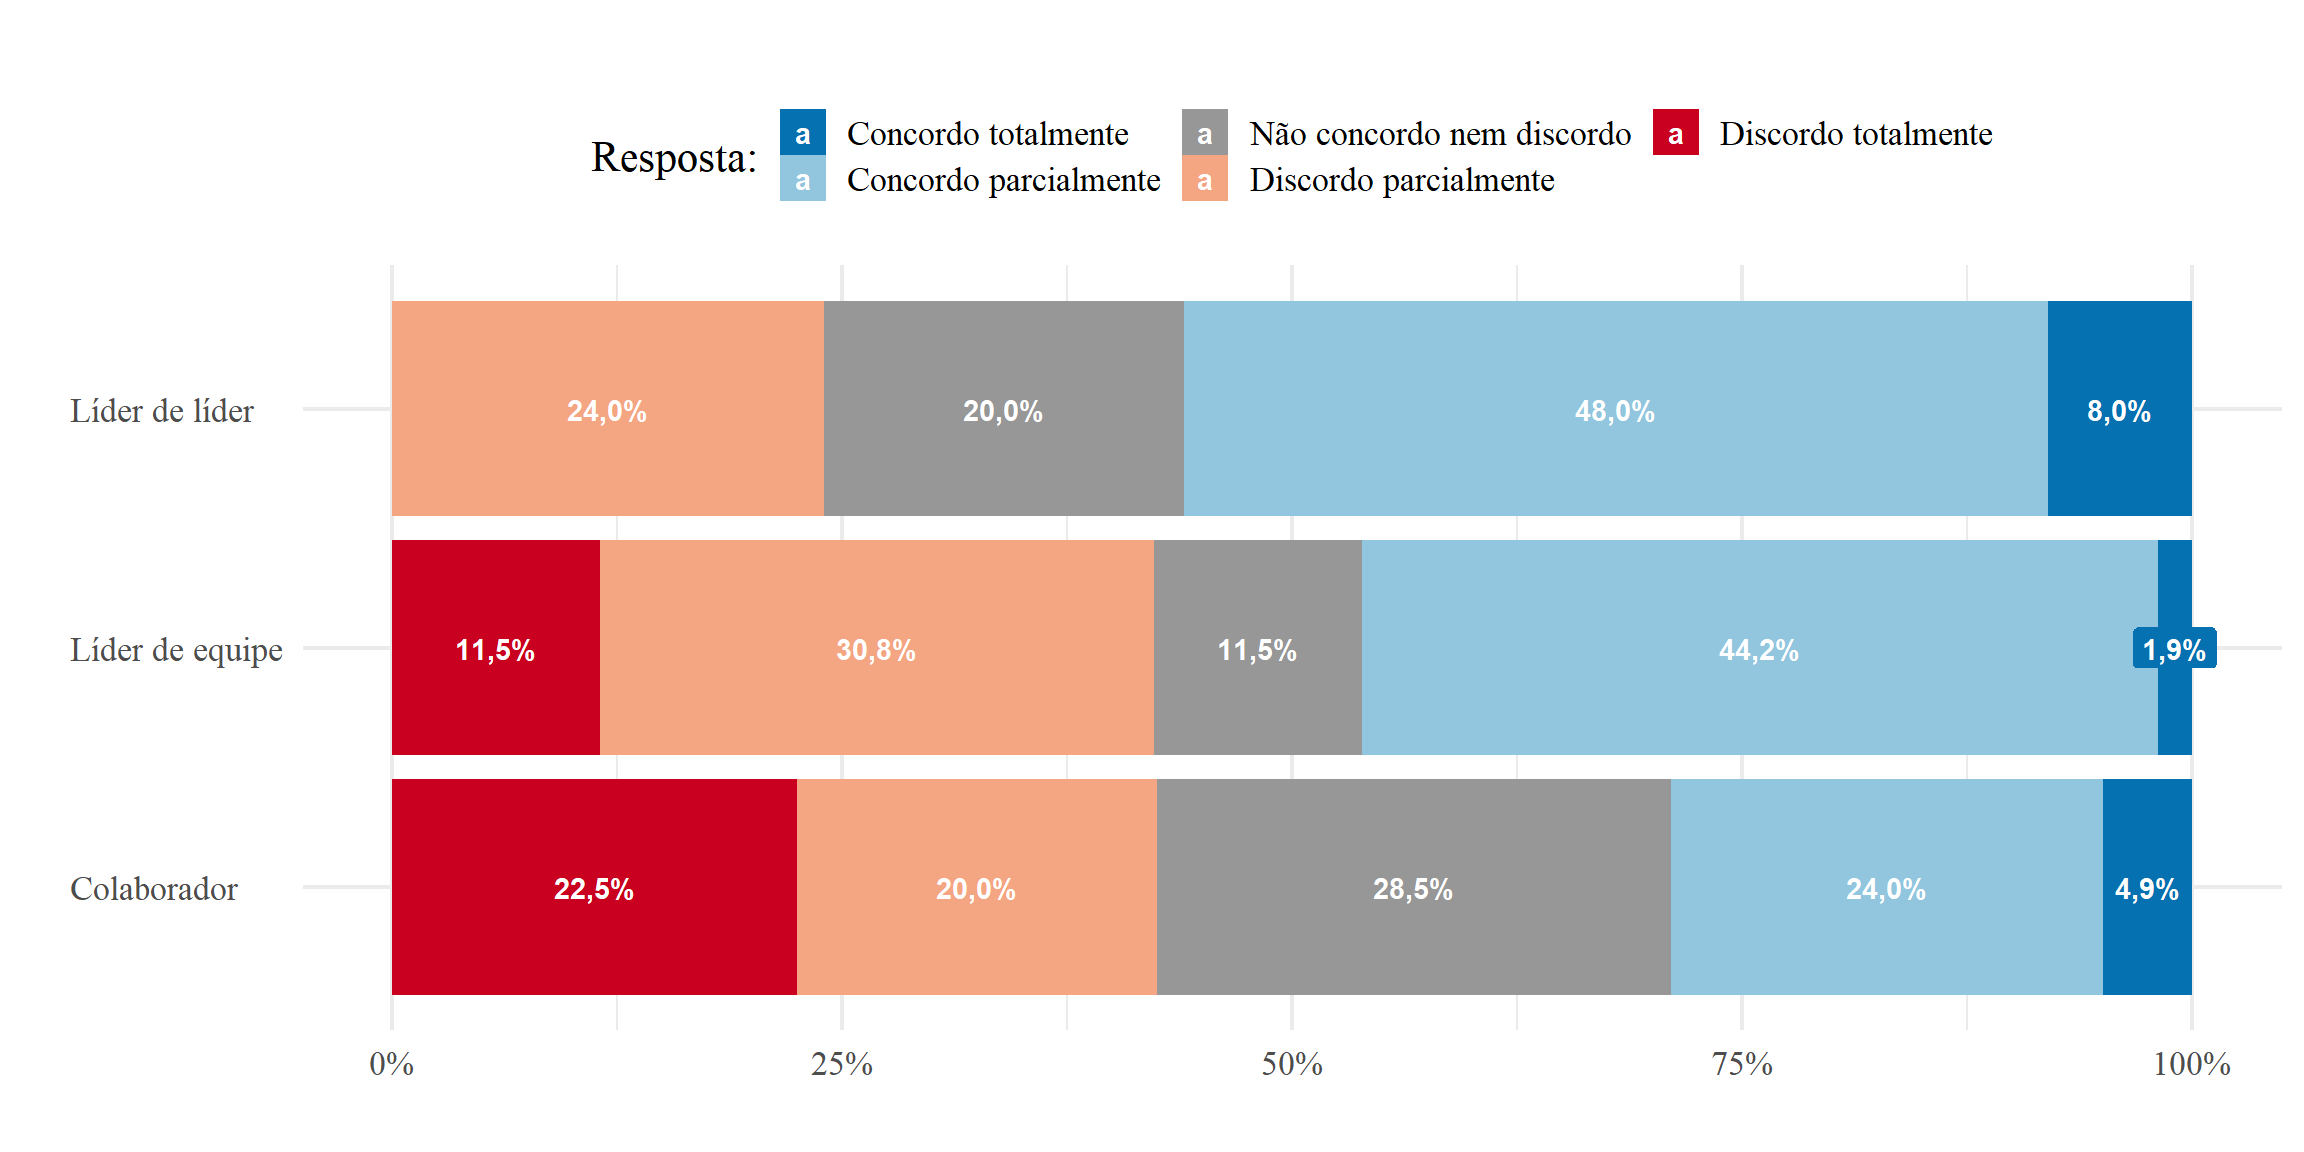 Resposta:
a Concordo totalmente
a Concordo parcialmente
a Não concordo nem discordo
a Discordo parcialmente
a Discordo totalmente
Líder de líder
24,0% 20,0% 48,0% 8,0%
Líder de equipe
11,5% 30,8% 11,5% 44,2% 1,9%
Colaborador
22,5% 20,0% 28,5% 24,0% 4,9%
0% 25% 50% 75% 100%